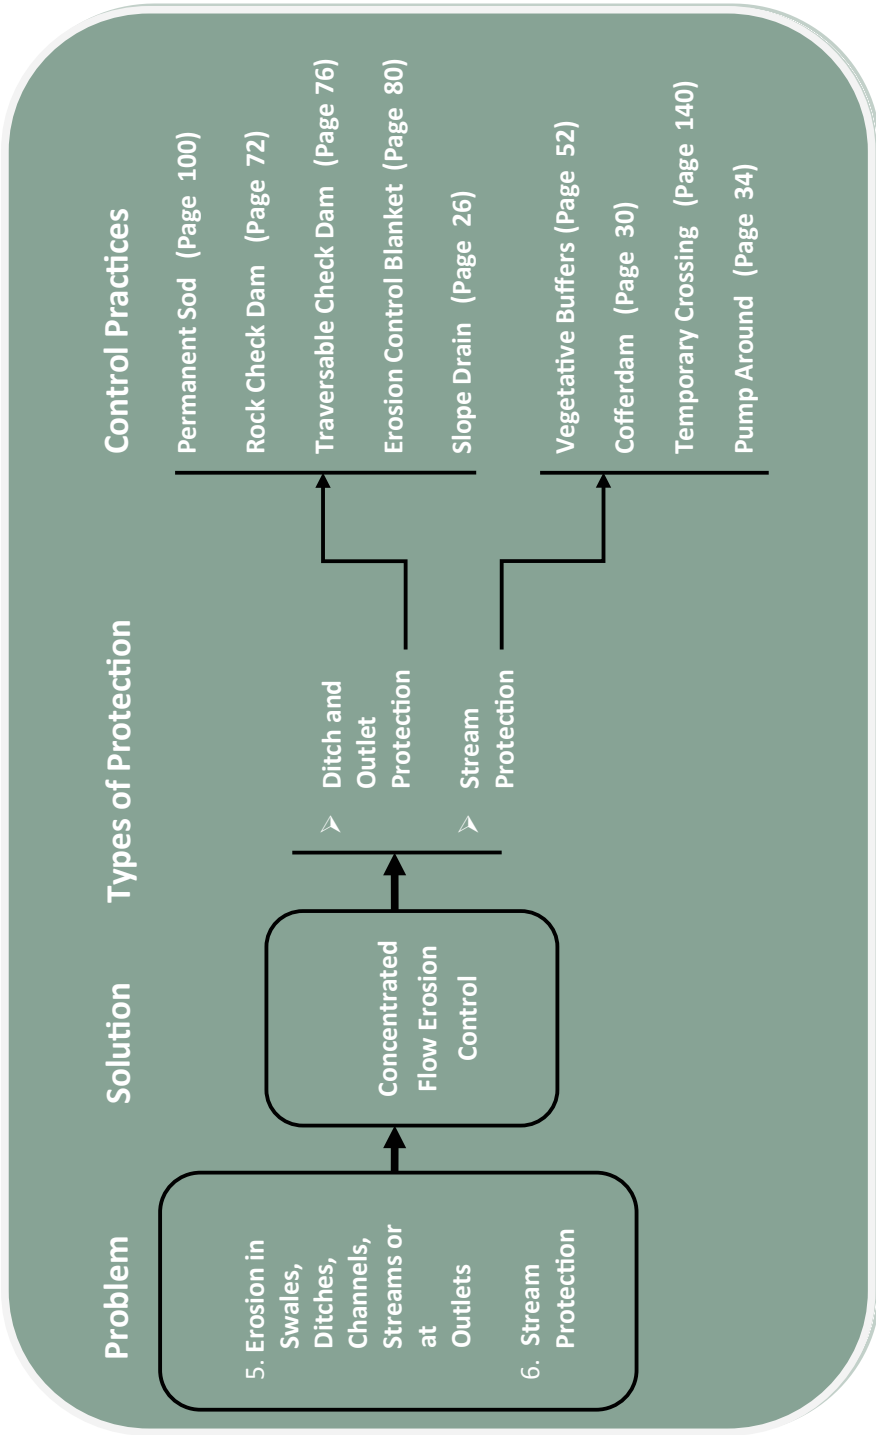 Problem
Solution
Types of Protection
Control Practices
5. Erosion in
Swales,
Ditches,
Channels,
Streams or
at
Outlets
6. Stream
Protection
Concentrated
Flow Erosion
Control
➢ Ditch and
Outlet
Protection
➢ Stream
Protection
Permanent Sod (Page 100)
Rock Check Dam (Page 72)
Traversable Check Dam (Page 76)
Erosion Control Blanket (Page 80)
Slope Drain (Page 26)
Vegetative Buffers (Page 52)
Cofferdam (Page 30)
Temporary Crossing (Page 140)
Pump Around (Page 34)